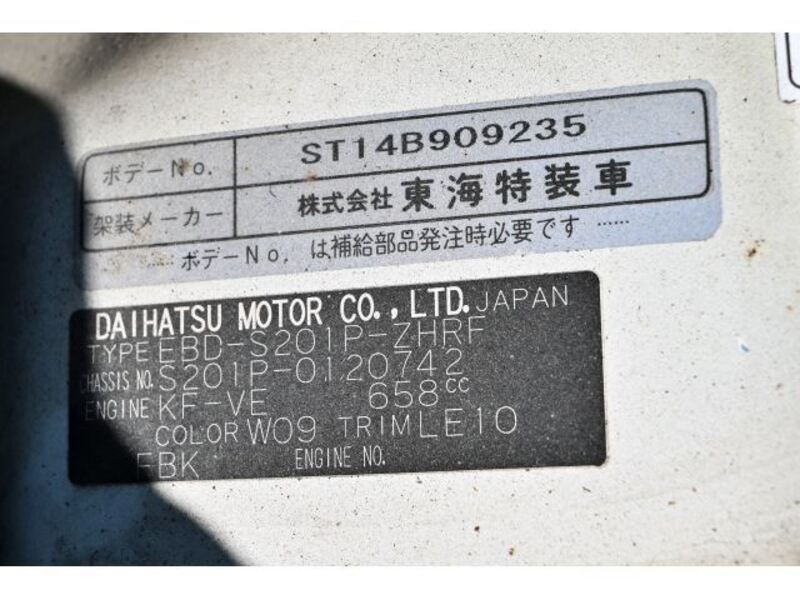 ボデーNo. ST14B909235
架装メーカー 株式会社 東海特装車
…… ボデーNo. は補給部品発注時必要です ……
DAIHATSU MOTOR CO., LTD. JAPAN
TYPE EBD-S201P-ZHRF
CHASSIS NO. S201P-0120742
ENGINE KF-VE 658 CC
COLOR W09 TRIM LE10
FBK ENGINE NO.